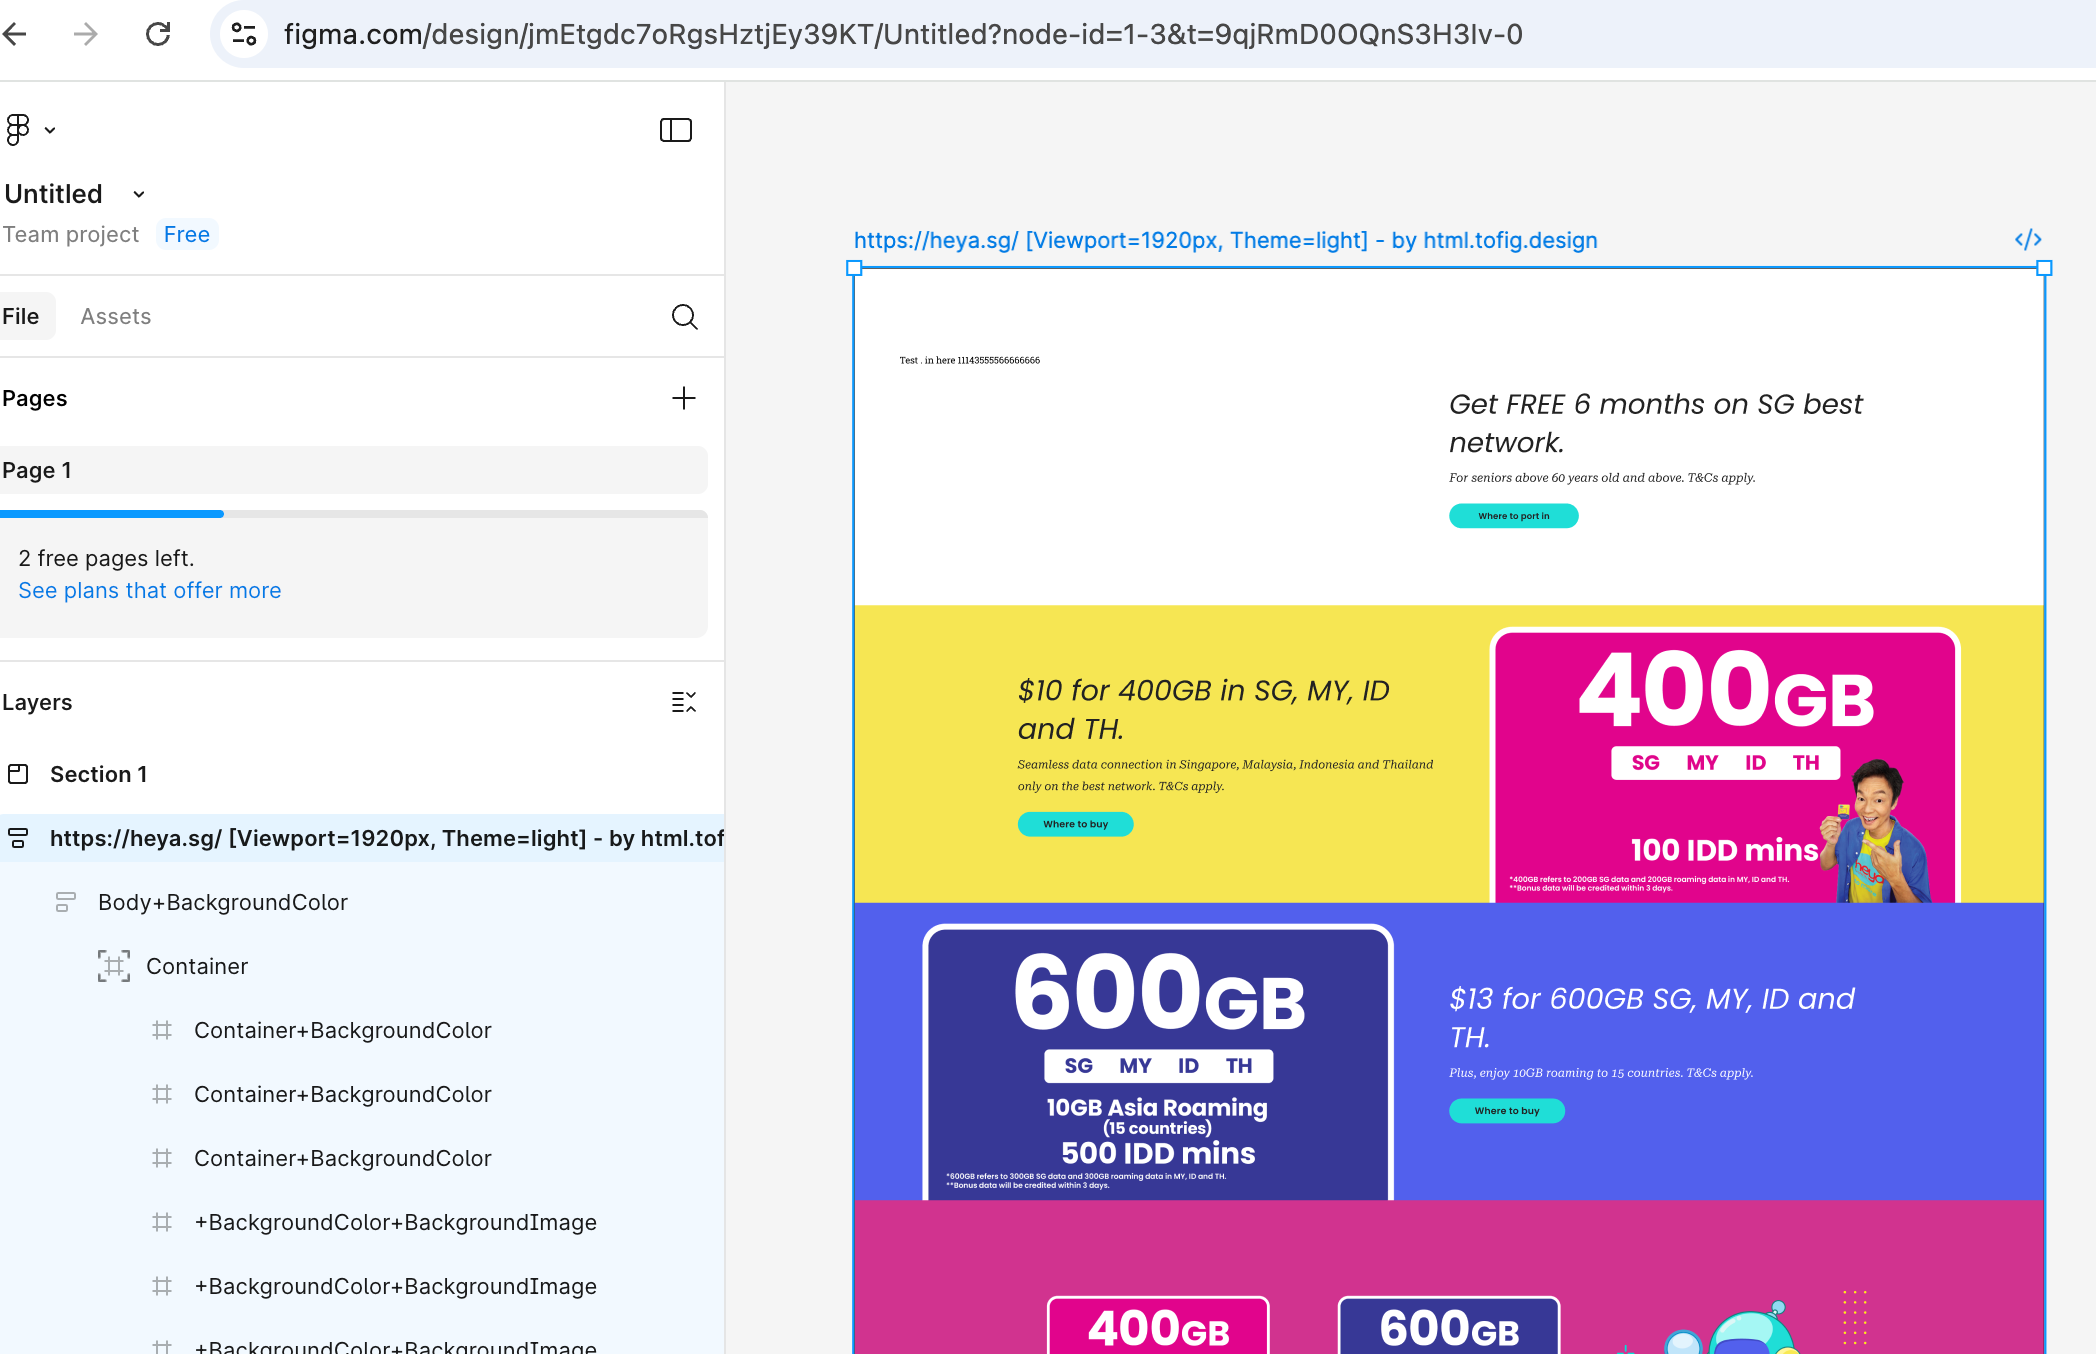 figma.com/design/jmEtgdc7oRgsHztjEy39KT/Untitled?node-id=1-3&t=9qjRmD0OQnS3H3Iv-0
Untitled
Team project Free
File Assets
Pages
Page 1
2 free pages left.
See plans that offer more
Layers
Section 1
https://heya.sg/ [Viewport=1920px, Theme=light] - by html.tof
Body+BackgroundColor
Container
Container+BackgroundColor
Container+BackgroundColor
Container+BackgroundColor
+BackgroundColor+BackgroundImage
+BackgroundColor+BackgroundImage
+BackgroundColor+BackgroundImage
https://heya.sg/ [Viewport=1920px, Theme=light] - by html.tofig.design
Test . in here 11143555566666666
Get FREE 6 months on SG best
network.
For seniors above 60 years old and above. T&Cs apply.
Where to port in
$10 for 400GB in SG, MY, ID
and TH.
Seamless data connection in Singapore, Malaysia, Indonesia and Thailand
only on the best network. T&Cs apply.
Where to buy
400GB
SG MY ID TH
100 IDD mins
*400GB refers to 200GB SG data and 200GB roaming data in MY, ID and TH.
**Bonus data will be credited within 3 days.
heya
600GB
SG MY ID TH
10GB Asia Roaming
(15 countries)
500 IDD mins
*600GB refers to 300GB SG data and 300GB roaming data in MY, ID and TH.
**Bonus data will be credited within 3 days.
$13 for 600GB SG, MY, ID and
TH.
Plus, enjoy 10GB roaming to 15 countries. T&Cs apply.
Where to buy
400GB
600GB